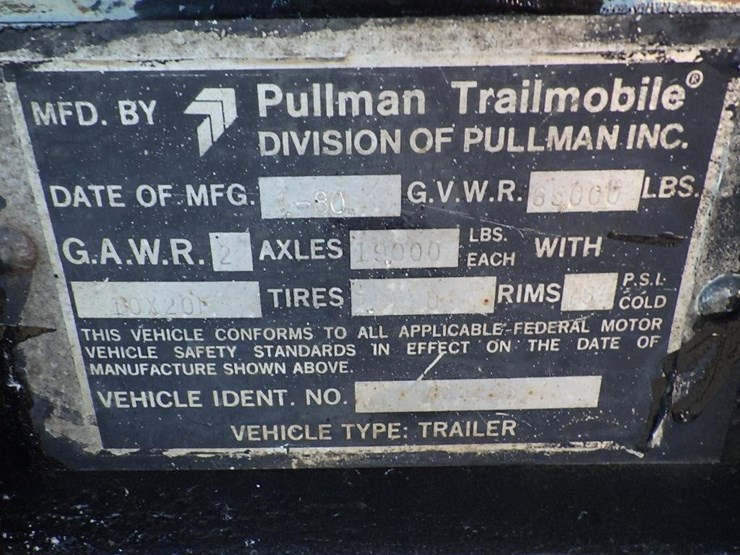 MFD. BY Pullman Trailmobile®
DIVISION OF PULLMAN INC.
DATE OF MFG. -80 G.V.W.R. LBS.
G.A.W.R. 2 AXLES 19000 LBS. EACH WITH
TIRES RIMS P.S.I. COLD
THIS VEHICLE CONFORMS TO ALL APPLICABLE FEDERAL MOTOR
VEHICLE SAFETY STANDARDS IN EFFECT ON THE DATE OF
MANUFACTURE SHOWN ABOVE.
VEHICLE IDENT. NO.
VEHICLE TYPE: TRAILER